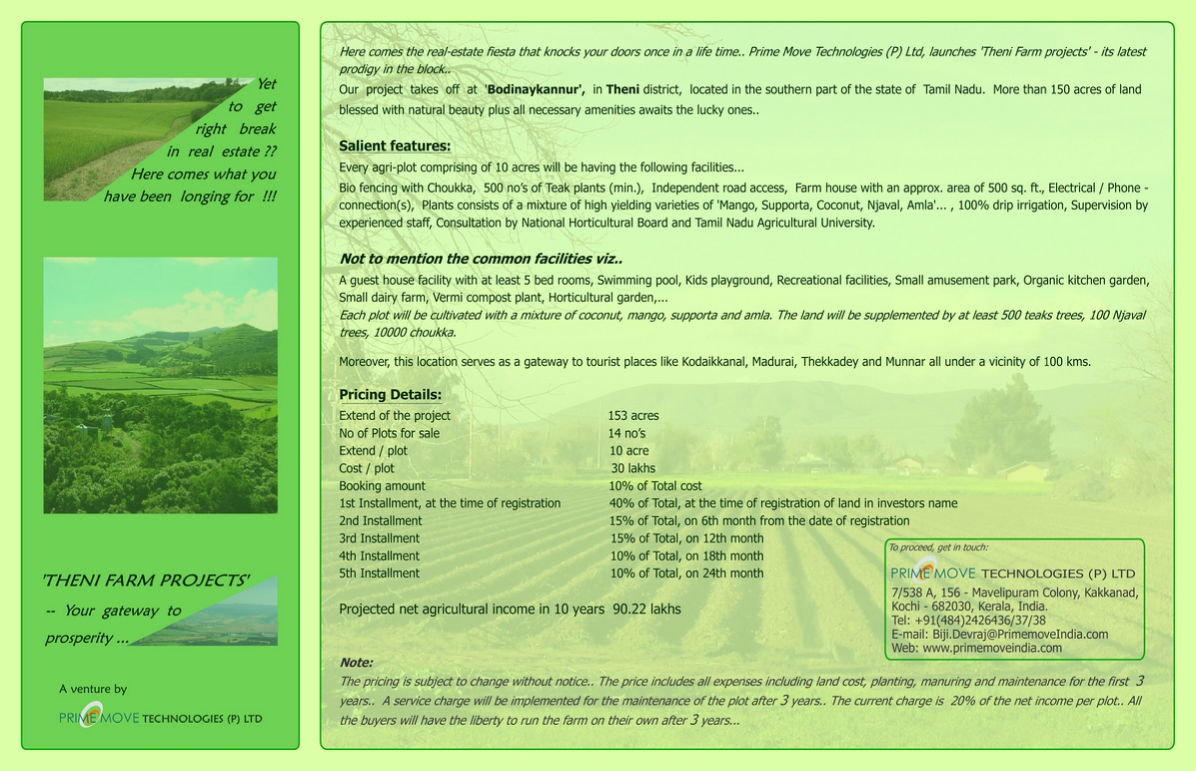 Yet
to get
right break
in real estate ??
Here comes what you
have been longing for !!!
'THENI FARM PROJECTS'
-- Your gateway to
prosperity ...
A venture by
PRIME MOVE TECHNOLOGIES (P) LTD
Here comes the real-estate fiesta that knocks your doors once in a life time.. Prime Move Technologies (P) Ltd, launches 'Theni Farm projects' - its latest
prodigy in the block..
Our project takes off at 'Bodinaykannur', in Theni district, located in the southern part of the state of Tamil Nadu. More than 150 acres of land
blessed with natural beauty plus all necessary amenities awaits the lucky ones..
Salient features:
Every agri-plot comprising of 10 acres will be having the following facilities...
Bio fencing with Choukka, 500 no's of Teak plants (min.), Independent road access, Farm house with an approx. area of 500 sq. ft., Electrical / Phone -
connection(s), Plants consists of a mixture of high yielding varieties of 'Mango, Supporta, Coconut, Njaval, Amla'... , 100% drip irrigation, Supervision by
experienced staff, Consultation by National Horticultural Board and Tamil Nadu Agricultural University.
Not to mention the common facilities viz..
A guest house facility with at least 5 bed rooms, Swimming pool, Kids playground, Recreational facilities, Small amusement park, Organic kitchen garden,
Small dairy farm, Vermi compost plant, Horticultural garden,...
Each plot will be cultivated with a mixture of coconut, mango, supporta and amla. The land will be supplemented by at least 500 teaks trees, 100 Njaval
trees, 10000 choukka.
Moreover, this location serves as a gateway to tourist places like Kodaikkanal, Madurai, Thekkadey and Munnar all under a vicinity of 100 kms.
Pricing Details:
Extend of the project 153 acres
No of Plots for sale 14 no's
Extend / plot 10 acre
Cost / plot 30 lakhs
Booking amount 10% of Total cost
1st Installment, at the time of registration 40% of Total, at the time of registration of land in investors name
2nd Installment 15% of Total, on 6th month from the date of registration
3rd Installment 15% of Total, on 12th month
4th Installment 10% of Total, on 18th month
5th Installment 10% of Total, on 24th month
Projected net agricultural income in 10 years 90.22 lakhs
To proceed, get in touch:
PRIME MOVE TECHNOLOGIES (P) LTD
7/538 A, 156 - Mavelipuram Colony, Kakkanad,
Kochi - 682030, Kerala, India.
Tel: +91(484)2426436/37/38
E-mail: Biji.Devraj@PrimemoveIndia.com
Web: www.primemoveindia.com
Note:
The pricing is subject to change without notice.. The price includes all expenses including land cost, planting, manuring and maintenance for the first 3
years.. A service charge will be implemented for the maintenance of the plot after 3 years.. The current charge is 20% of the net income per plot.. All
the buyers will have the liberty to run the farm on their own after 3 years...